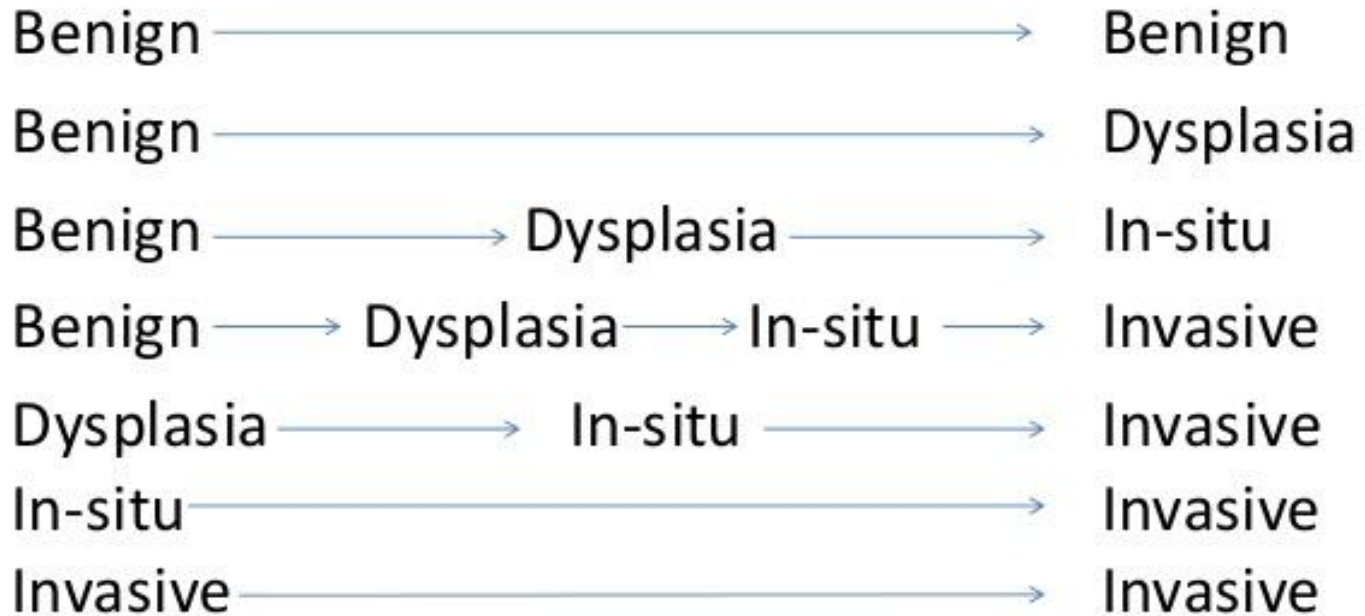 Benign Benign
Benign Dysplasia
Benign Dysplasia In-situ
Benign Dysplasia In-situ Invasive
Dysplasia In-situ Invasive
In-situ Invasive
Invasive Invasive